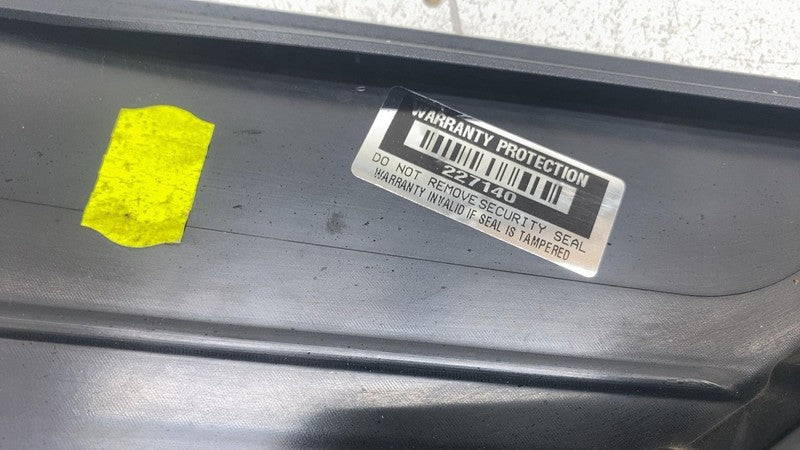 WARRANTY PROTECTION
227140
DO NOT REMOVE SECURITY SEAL
WARRANTY INVALID IF SEAL IS TAMPERED